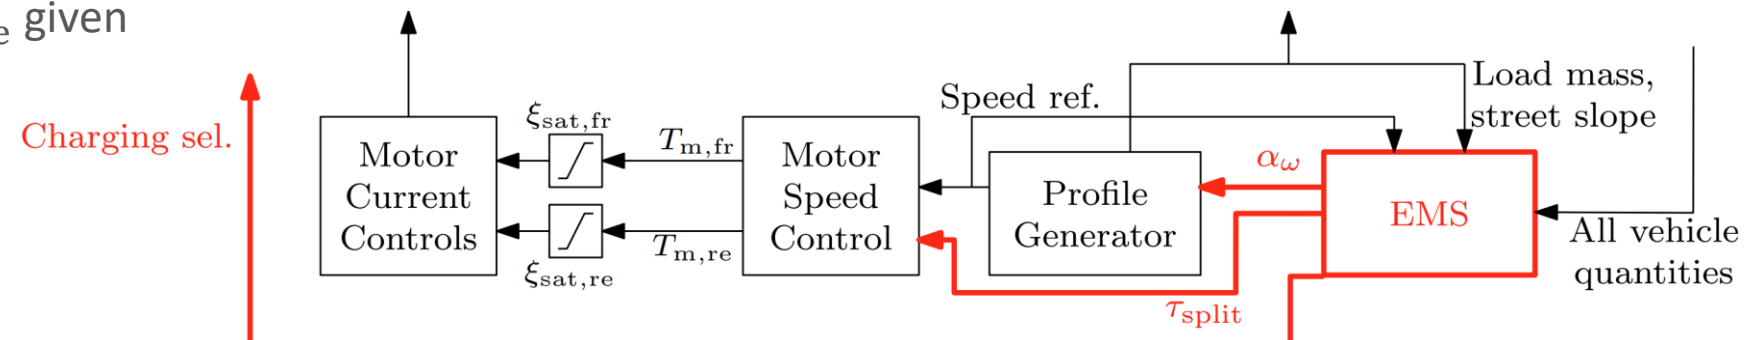 e given
Charging sel.
Motor
Current
Controls
ξsat,fr
ξsat,re
Tm,fr
Tm,re
Motor
Speed
Control
Speed ref.
Profile
Generator
αω
τsplit
Load mass,
street slope
EMS
All vehicle
quantities